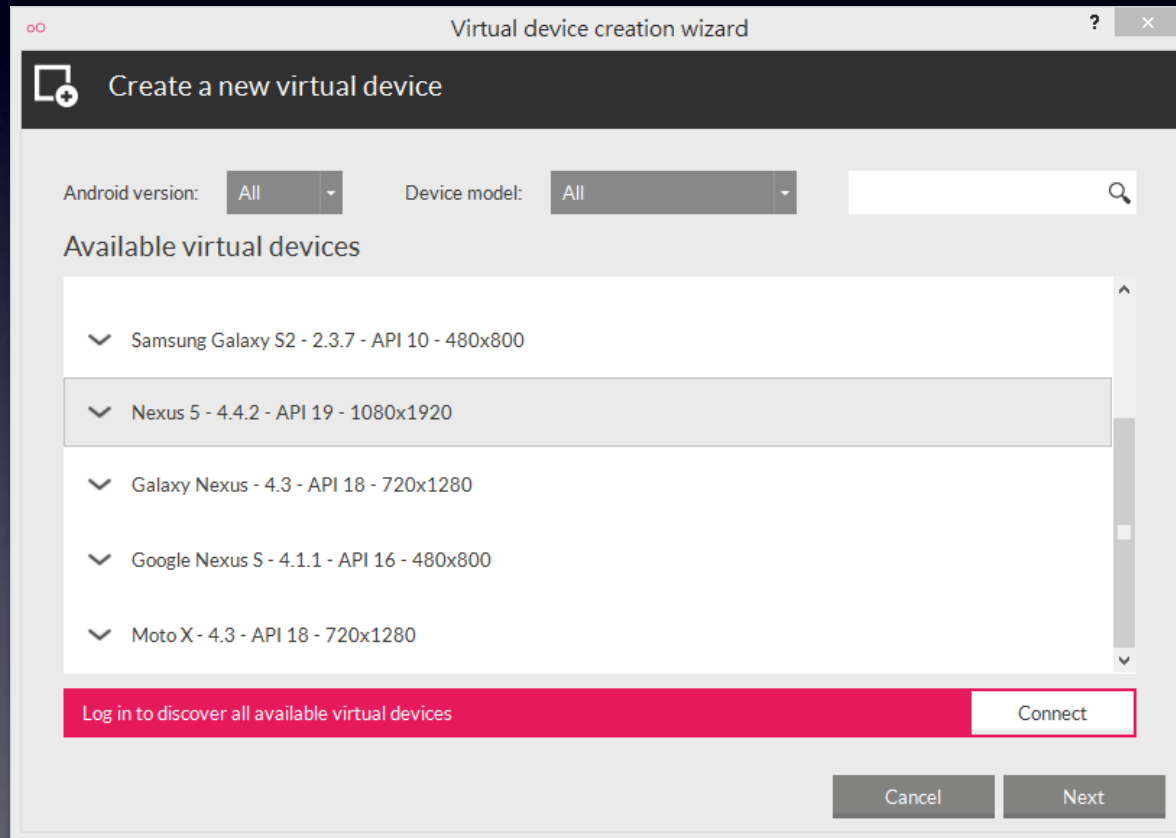 Virtual device creation wizard ?
Create a new virtual device
Android version: All Device model: All
Available virtual devices
Samsung Galaxy S2 - 2.3.7 - API 10 - 480x800
Nexus 5 - 4.4.2 - API 19 - 1080x1920
Galaxy Nexus - 4.3 - API 18 - 720x1280
Google Nexus S - 4.1.1 - API 16 - 480x800
Moto X - 4.3 - API 18 - 720x1280
Log in to discover all available virtual devices Connect
Cancel Next